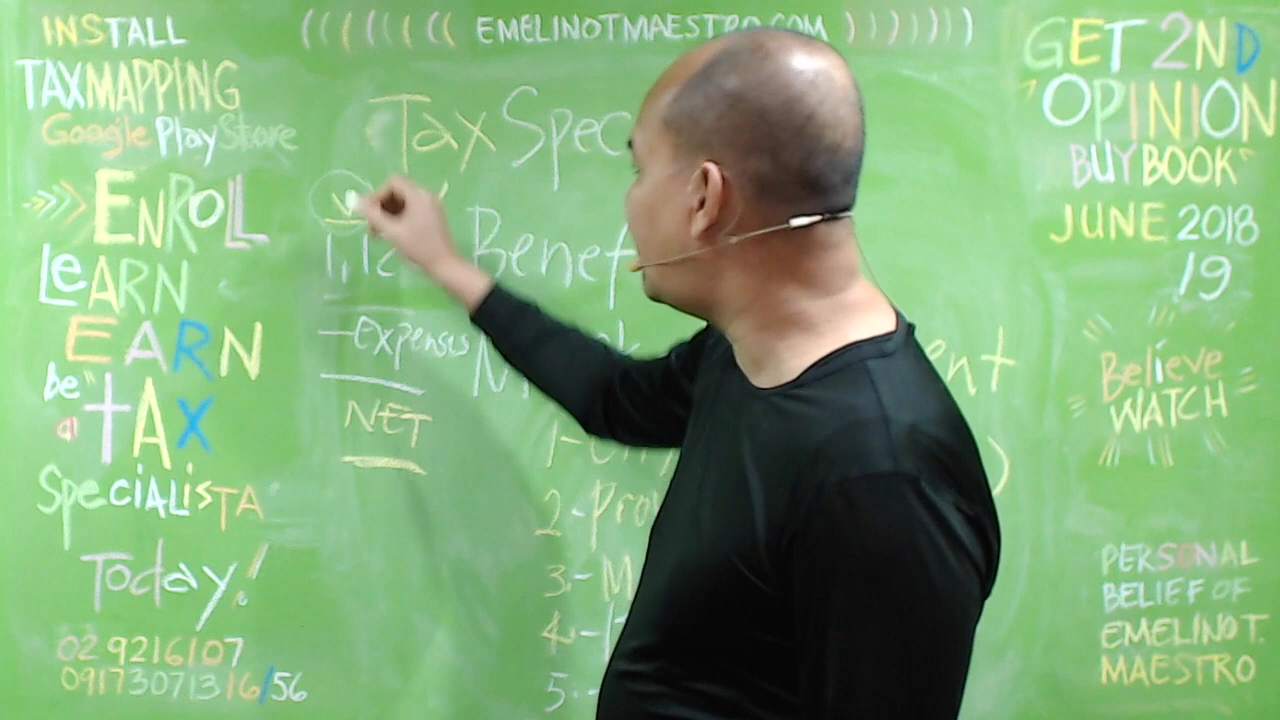 INSTALL
TAXMAPPING
Google PlayStore
ENROLL
LeARN
EARN
be a TAX
SpeciALisTA
Today!
02 9216107
09173071316/56
EMELINOTMAESTRO.COM
Tax Spec
Benef
-Expenses
NET
ent
1-
2-Pro
3.-M
4.-
5.-
GET 2ND
OPINION
BUY BOOK
JUNE 2018
19
Believe
WATCH
PERSONAL
BELIEF OF
EMELINO T.
MAESTRO